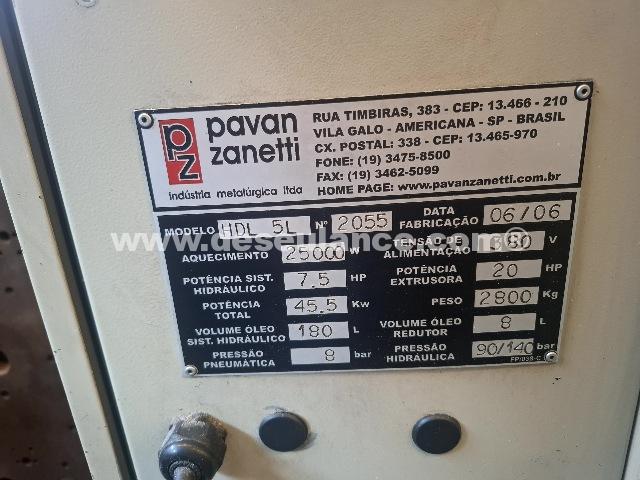 pz
pavan
zanetti
indústria metalúrgica ltda
RUA TIMBIRAS, 383 - CEP: 13.466 - 210
VILA GALO - AMERICANA - SP - BRASIL
CX. POSTAL: 338 - CEP: 13.465-970
FONE: (19) 3475-8500
FAX: (19) 3462-5099
HOME PAGE: www.pavanzanetti.com.br
MODELO HDL 5L Nº 2055 DATA FABRICAÇÃO 06/06
AQUECIMENTO 25000 W TENSÃO DE ALIMENTAÇÃO 380 V
POTÊNCIA SIST. HIDRÁULICO 7.5 HP POTÊNCIA EXTRUSORA 20 HP
POTÊNCIA TOTAL 45.5 Kw PESO 2800 Kg
VOLUME ÓLEO SIST. HIDRÁULICO 180 L VOLUME ÓLEO REDUTOR 8 L
PRESSÃO PNEUMÁTICA 8 bar PRESSÃO HIDRÁULICA 90/140 bar